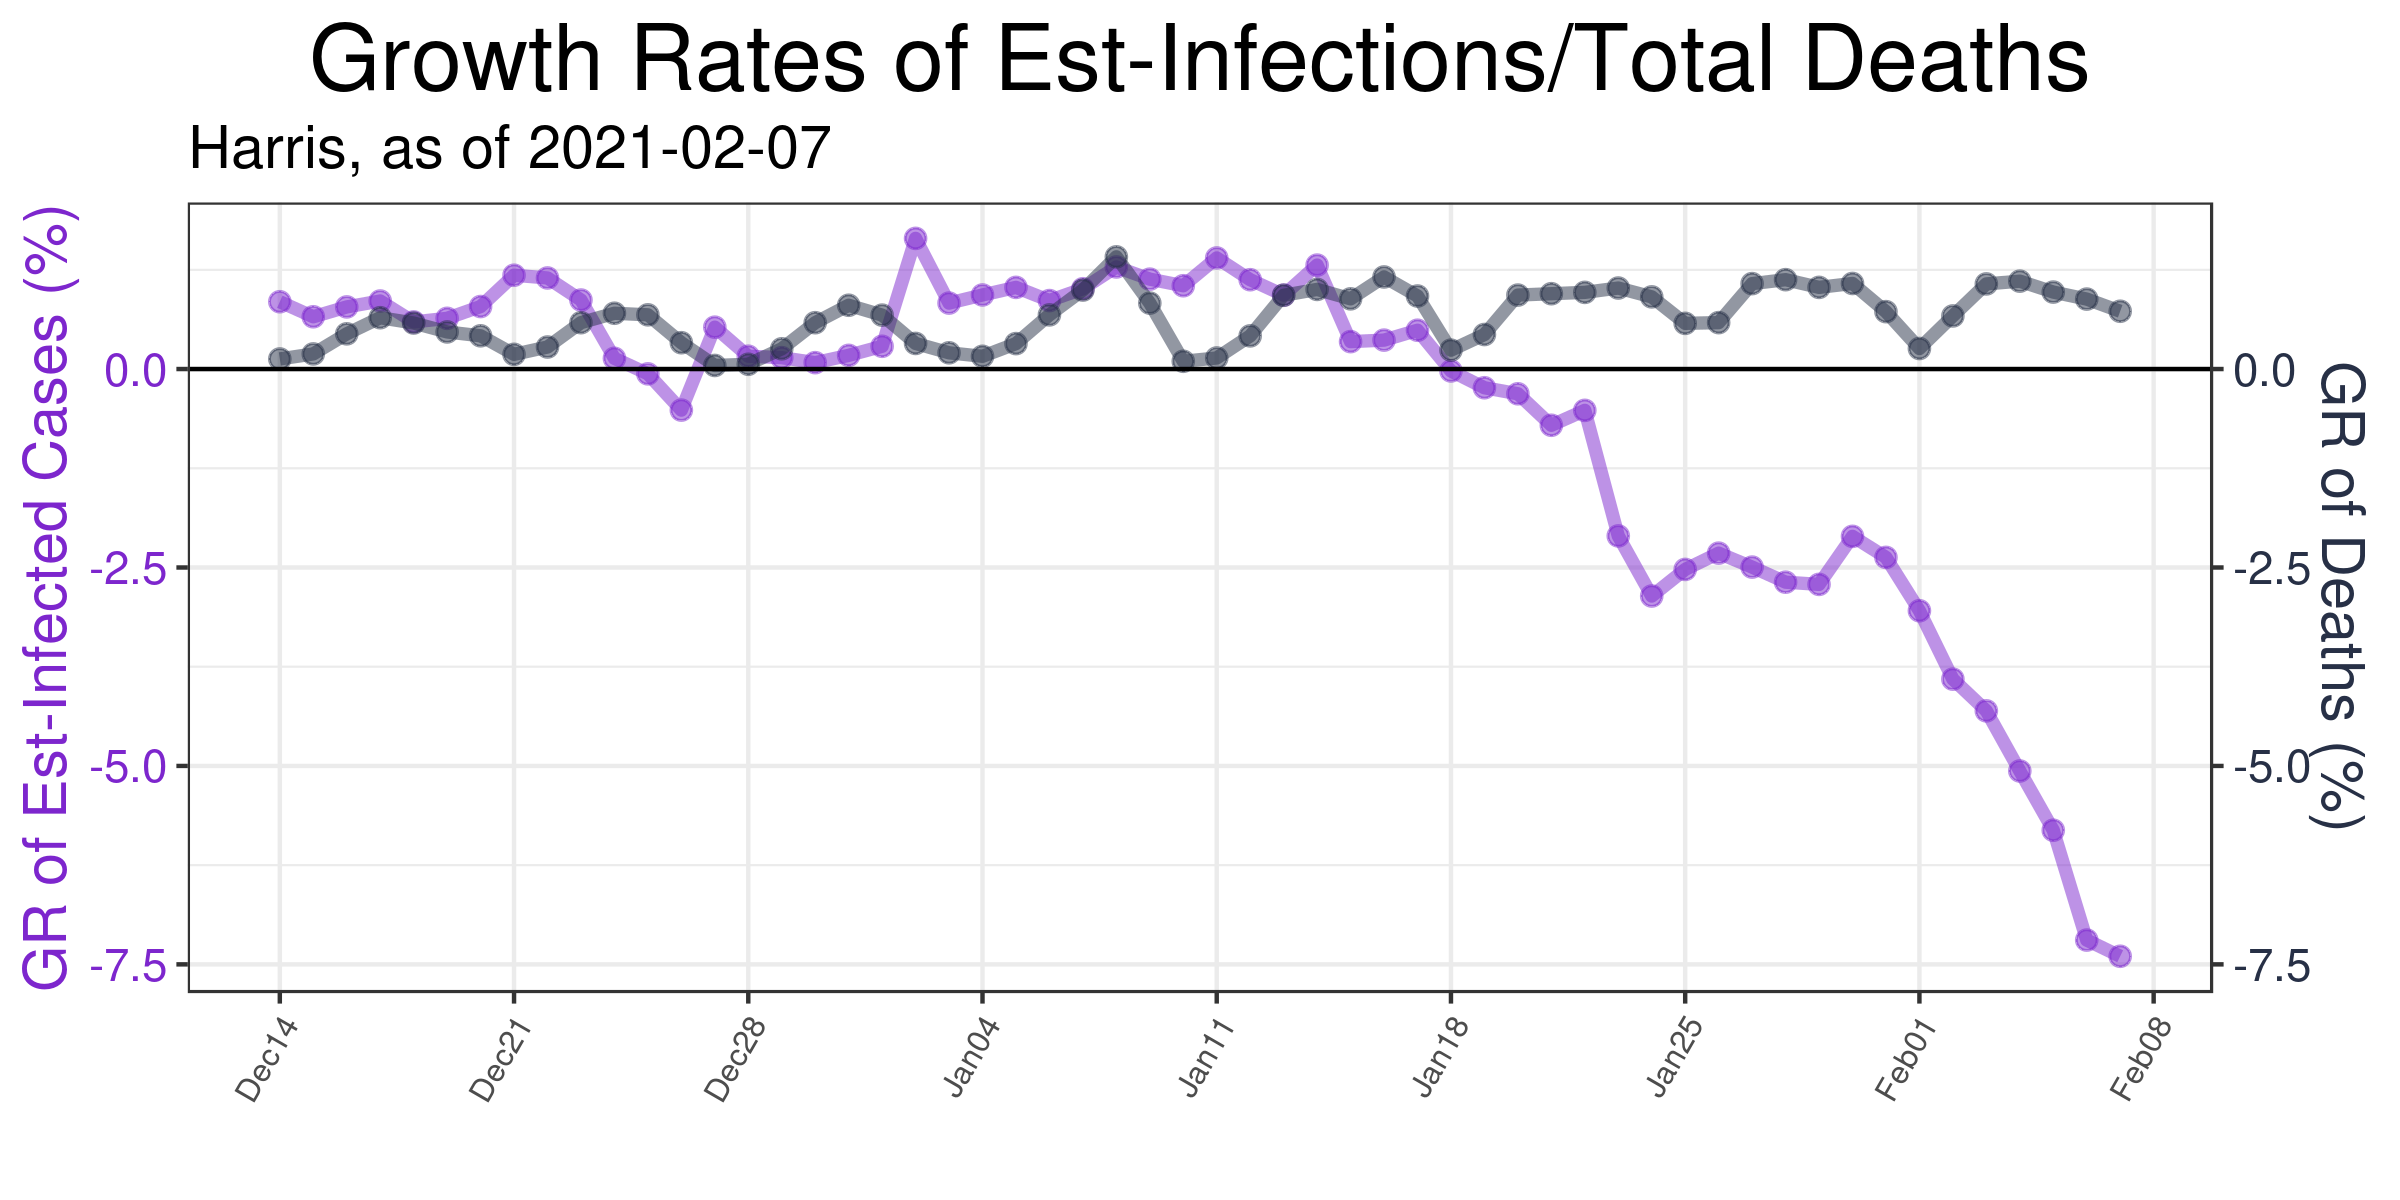 Growth Rates of Est-Infections/Total Deaths
Harris, as of 2021-02-07
GR of Est-Infected Cases (%)
0.0
-2.5
-5.0
-7.5
0.0
-2.5
-5.0
-7.5
GR of Deaths (%)
Dec14
Dec21
Dec28
Jan04
Jan11
Jan18
Jan25
Feb01
Feb08